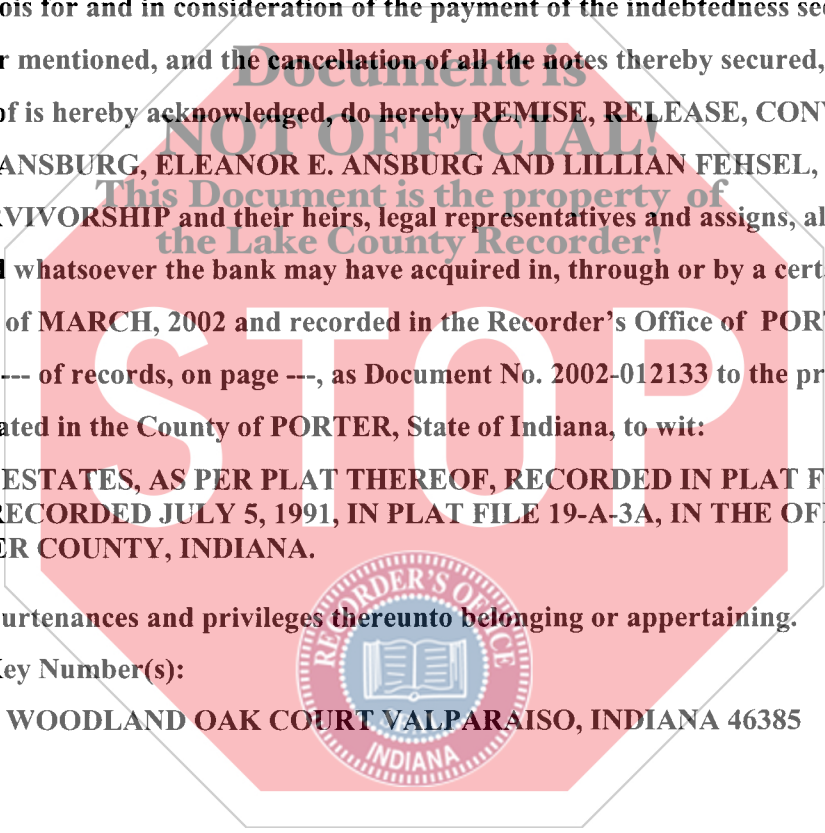 ois for and in consideration of the payment of the indebtedness sec
r mentioned, and the cancellation of all the notes thereby secured,
Document is
of is hereby acknowledged, do hereby REMISE, RELEASE, CONV
NOT OFFICIAL!
ANSBURG, ELEANOR E. ANSBURG AND LILLIAN FEHSEL,
This Document is the property of
RVIVORSHIP and their heirs, legal representatives and assigns, al
the Lake County Recorder!
d whatsoever the bank may have acquired in, through or by a cert
of MARCH, 2002 and recorded in the Recorder's Office of PORT
STOP
--- of records, on page ---, as Document No. 2002-012133 to the pr
ated in the County of PORTER, State of Indiana, to wit:
ESTATES, AS PER PLAT THEREOF, RECORDED IN PLAT F
RECORDED JULY 5, 1991, IN PLAT FILE 19-A-3A, IN THE OF
ER COUNTY, INDIANA.
RECORDER'S OFFICE
urtenances and privileges thereunto belonging or appertaining.
Key Number(s):
WOODLAND OAK COURT VALPARAISO, INDIANA 46385
INDIANA